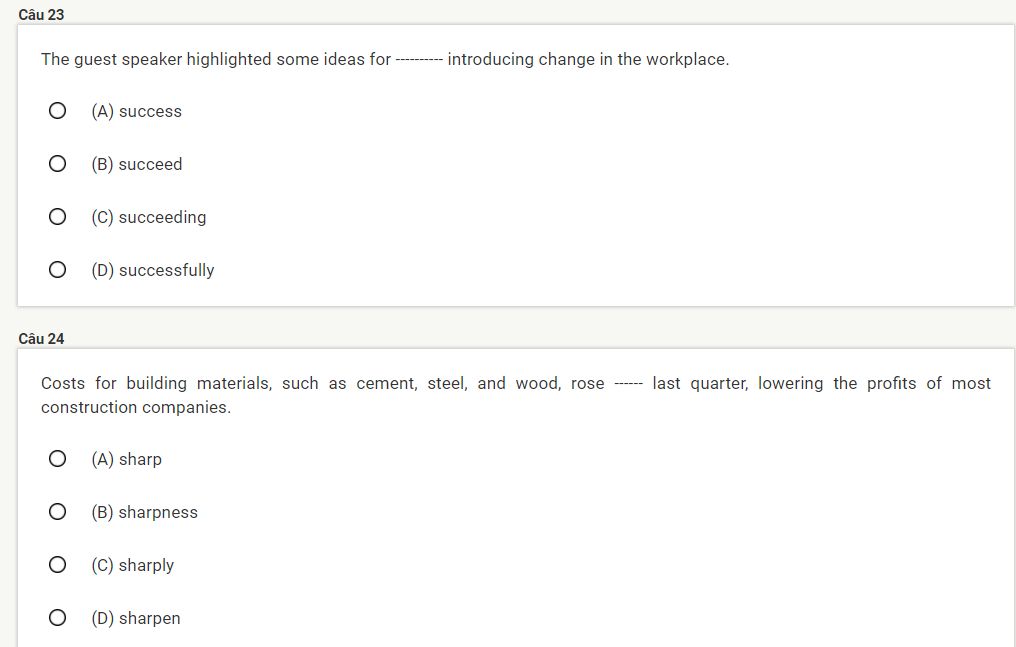 Câu 23
The guest speaker highlighted some ideas for ---------- introducing change in the workplace.
(A) success
(B) succeed
(C) succeeding
(D) successfully
Câu 24
Costs for building materials, such as cement, steel, and wood, rose ------ last quarter, lowering the profits of most
construction companies.
(A) sharp
(B) sharpness
(C) sharply
(D) sharpen